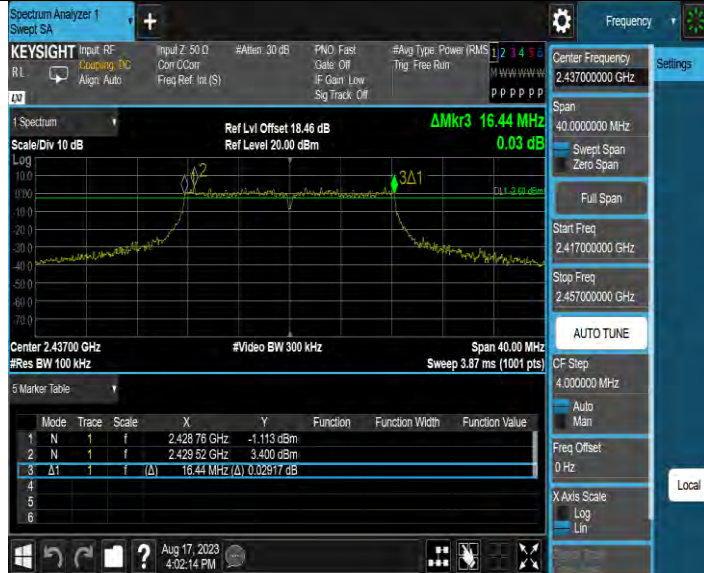 Spectrum Analyzer 1
Swept SA
+
Frequency
KEYSIGHT
RL
LXI
Input: RF
Coupling: DC
Align: Auto
Input Z: 50 Ω
Corr CCorr
Freq Ref: Int (S)
#Atten: 30 dB
PNO: Fast
Gate: Off
IF Gain: Low
Sig Track: Off
#Avg Type: Power (RMS
Trig: Free Run
1 2 3 4 5 6
M W W W W W
P P P P P P
1 Spectrum
Scale/Div 10 dB
Ref Lvl Offset 18.46 dB
Ref Level 20.00 dBm
ΔMkr3 16.44 MHz
0.03 dB
Log
10.0
0.00
-10.0
-20.0
-30.0
-40.0
-50.0
-60.0
-70.0
2
3Δ1
DL1 -2.60 dBm
Center 2.43700 GHz
#Video BW 300 kHz
Span 40.00 MHz
#Res BW 100 kHz
Sweep 3.87 ms (1001 pts)
5 Marker Table
Mode Trace Scale X Y Function Function Width Function Value
1 N 1 f 2.428 76 GHz -1.113 dBm
2 N 1 f 2.429 52 GHz 3.400 dBm
3 Δ1 1 f (Δ) 16.44 MHz (Δ) 0.02917 dB
4
5
6
Center Frequency
2.437000000 GHz
Span
40.0000000 MHz
Swept Span
Zero Span
Full Span
Start Freq
2.417000000 GHz
Stop Freq
2.457000000 GHz
AUTO TUNE
CF Step
4.000000 MHz
Auto
Man
Freq Offset
0 Hz
X Axis Scale
Log
Lin
Settings
Local
?
Aug 17, 2023
4:02:14 PM